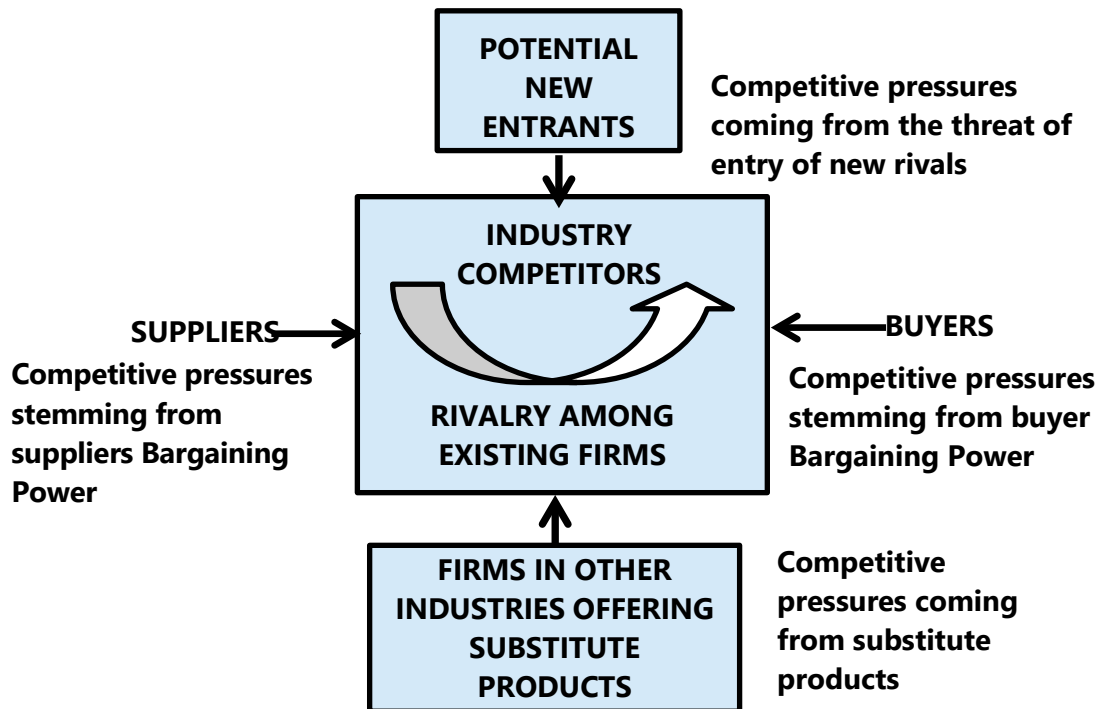 POTENTIAL
NEW
ENTRANTS
Competitive pressures
coming from the threat of
entry of new rivals
INDUSTRY
COMPETITORS
SUPPLIERS
Competitive pressures
stemming from
suppliers Bargaining
Power
BUYERS
Competitive pressures
stemming from buyer
Bargaining Power
RIVALRY AMONG
EXISTING FIRMS
FIRMS IN OTHER
INDUSTRIES OFFERING
SUBSTITUTE
PRODUCTS
Competitive
pressures coming
from substitute
products